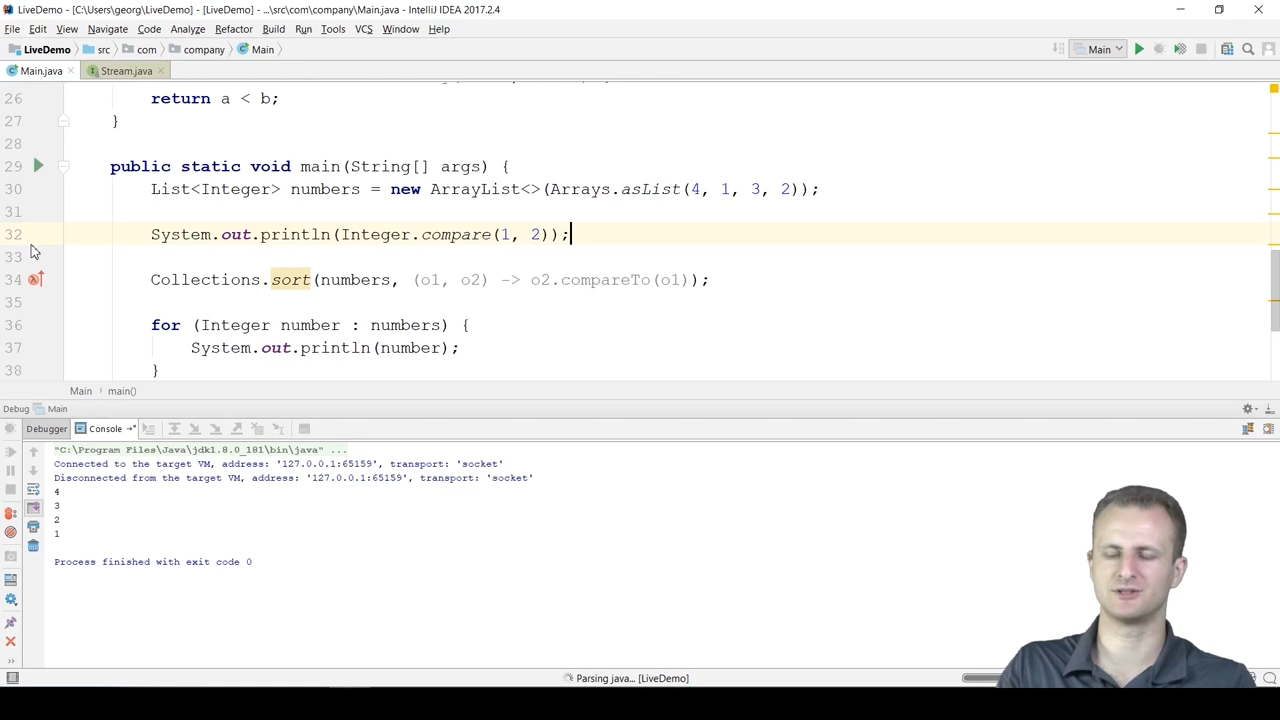 LiveDemo - [C:\Users\georg\LiveDemo] - [LiveDemo] - ...\src\com\company\Main.java - IntelliJ IDEA 2017.2.4
File Edit View Navigate Code Analyze Refactor Build Run Tools VCS Window Help
LiveDemo src com company Main Main
Main.java Stream.java
26 return a < b;
27 }
28
29 public static void main(String[] args) {
30 List<Integer> numbers = new ArrayList<>(Arrays.asList(4, 1, 3, 2));
31
32 System.out.println(Integer.compare(1, 2));
33
34 Collections.sort(numbers, (o1, o2) -> o2.compareTo(o1));
35
36 for (Integer number : numbers) {
37 System.out.println(number);
38 }
Main main()
Debug Main
Debugger Console
"C:\Program Files\Java\jdk1.8.0_181\bin\java" ...
Connected to the target VM, address: '127.0.0.1:65159', transport: 'socket'
Disconnected from the target VM, address: '127.0.0.1:65159', transport: 'socket'
4
3
2
1
Process finished with exit code 0
Parsing java... [LiveDemo]